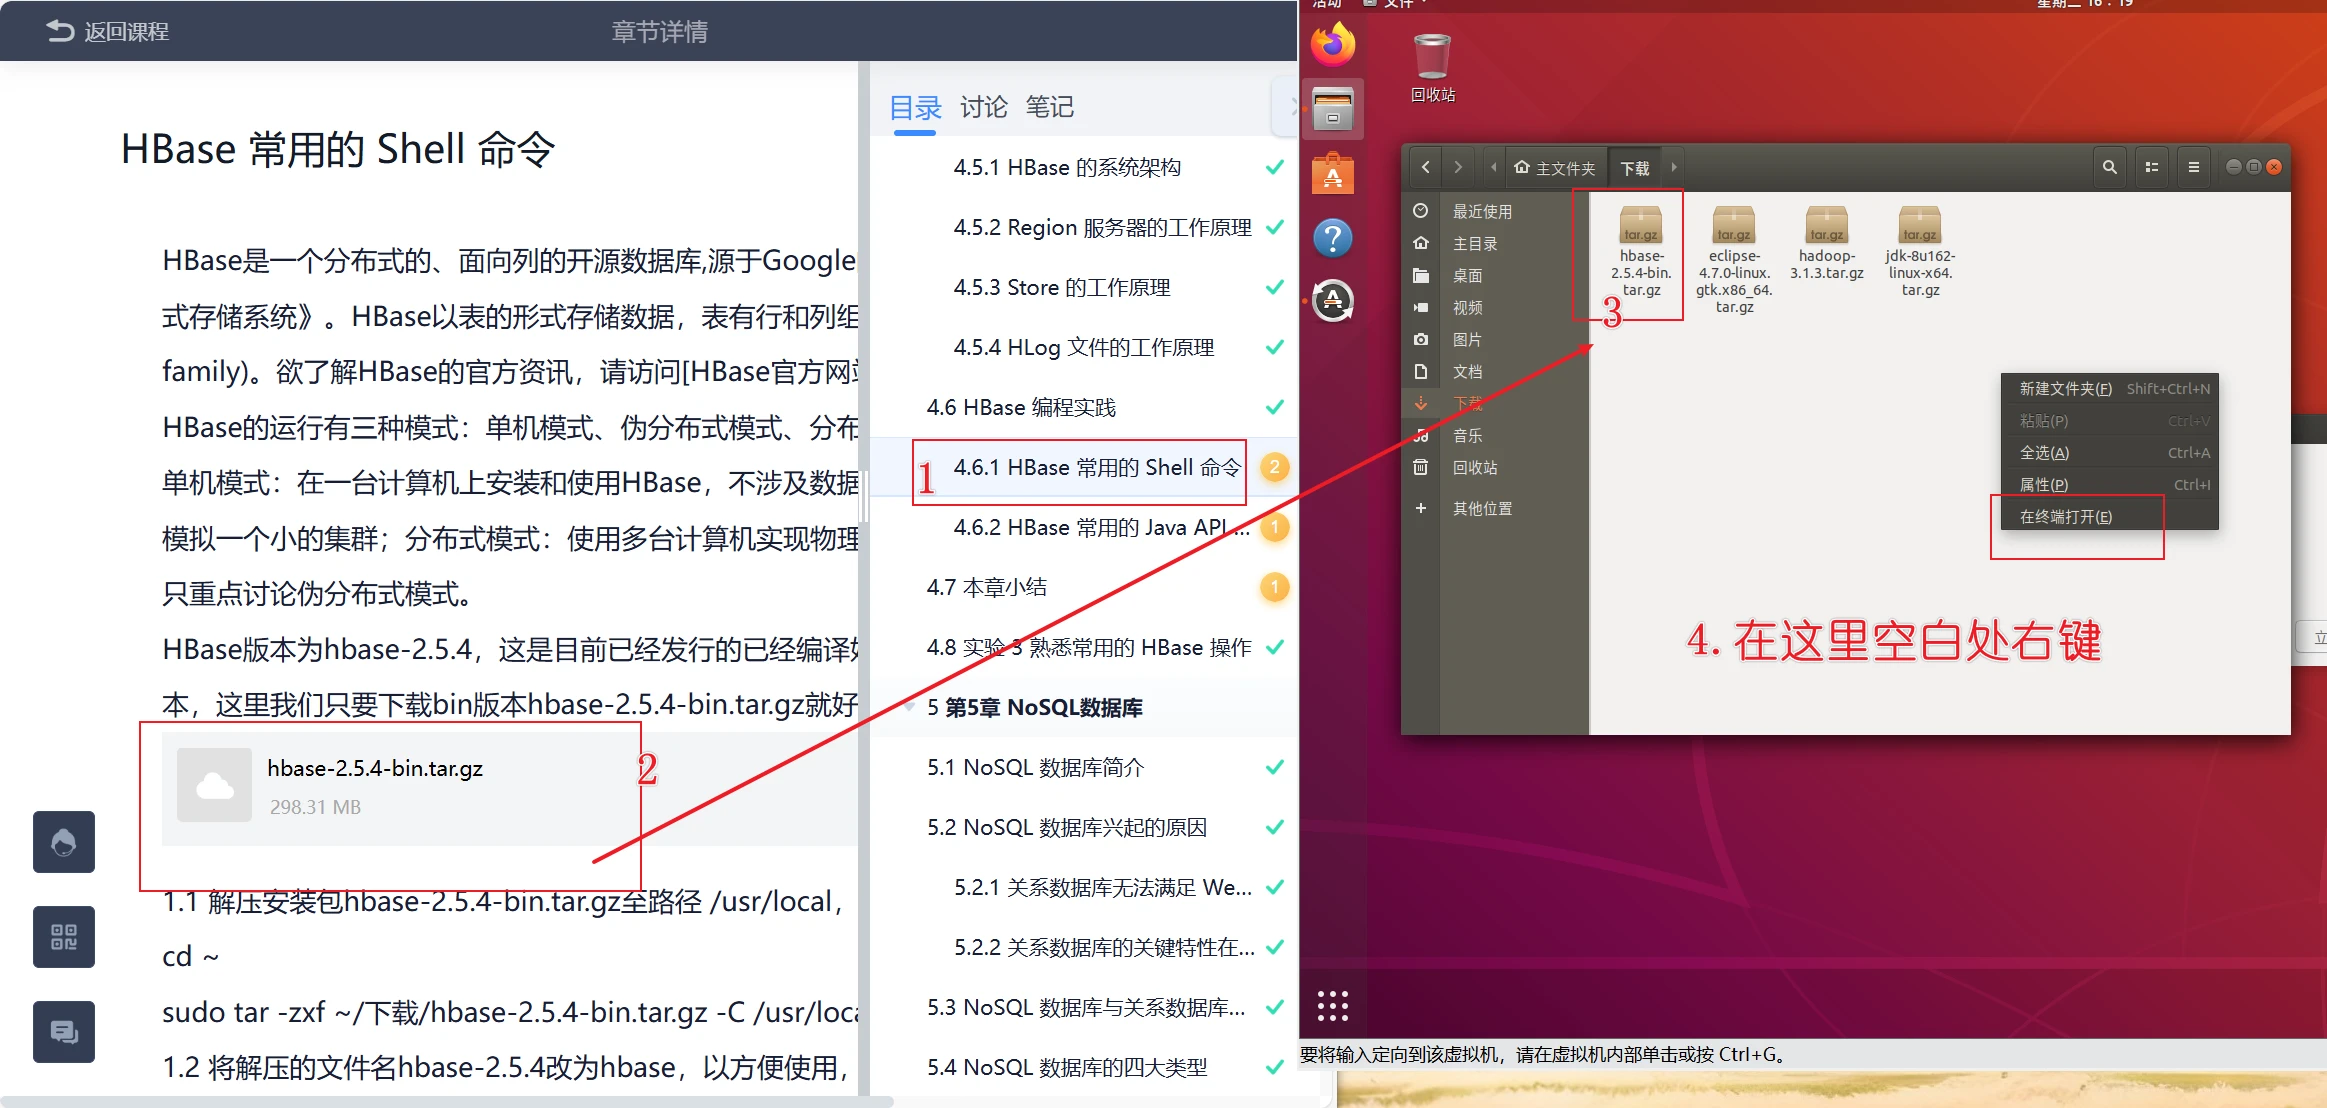 返回课程
章节详情
HBase 常用的 Shell 命令
HBase是一个分布式的、面向列的开源数据库,源于Google
式存储系统》。HBase以表的形式存储数据，表有行和列组
family)。欲了解HBase的官方资讯，请访问[HBase官方网
HBase的运行有三种模式：单机模式、伪分布式模式、分布
单机模式：在一台计算机上安装和使用HBase，不涉及数据
模拟一个小的集群；分布式模式：使用多台计算机实现物理
只重点讨论伪分布式模式。
HBase版本为hbase-2.5.4，这是目前已经发行的已经编译
本，这里我们只要下载bin版本hbase-2.5.4-bin.tar.gz就好
hbase-2.5.4-bin.tar.gz
298.31 MB
2
1.1 解压安装包hbase-2.5.4-bin.tar.gz至路径 /usr/local，
cd ~
sudo tar -zxf ~/下载/hbase-2.5.4-bin.tar.gz -C /usr/loca
1.2 将解压的文件名hbase-2.5.4改为hbase，以方便使用，
目录 讨论 笔记
4.5.1 HBase 的系统架构
4.5.2 Region 服务器的工作原理
4.5.3 Store 的工作原理
4.5.4 HLog 文件的工作原理
4.6 HBase 编程实践
1
4.6.1 HBase 常用的 Shell 命令 2
4.6.2 HBase 常用的 Java API ... 1
4.7 本章小结 1
4.8 实验 3 熟悉常用的 HBase 操作
5 第5章 NoSQL数据库
5.1 NoSQL 数据库简介
5.2 NoSQL 数据库兴起的原因
5.2.1 关系数据库无法满足 We...
5.2.2 关系数据库的关键特性在...
5.3 NoSQL 数据库与关系数据库...
5.4 NoSQL 数据库的四大类型
活动 文件
星期二 16：19
回收站
主文件夹 下载
最近使用
主目录
桌面
视频
图片
文档
下载
音乐
回收站
其他位置
tar.gz
hbase-
2.5.4-bin.
tar.gz
3
tar.gz
eclipse-
4.7.0-linux.
gtk.x86_64.
tar.gz
tar.gz
hadoop-
3.1.3.tar.gz
tar.gz
jdk-8u162-
linux-x64.
tar.gz
新建文件夹(F) Shift+Ctrl+N
粘贴(P) Ctrl+V
全选(A) Ctrl+A
属性(P) Ctrl+I
在终端打开(E)
4. 在这里空白处右键
要将输入定向到该虚拟机，请在虚拟机内部单击或按 Ctrl+G。